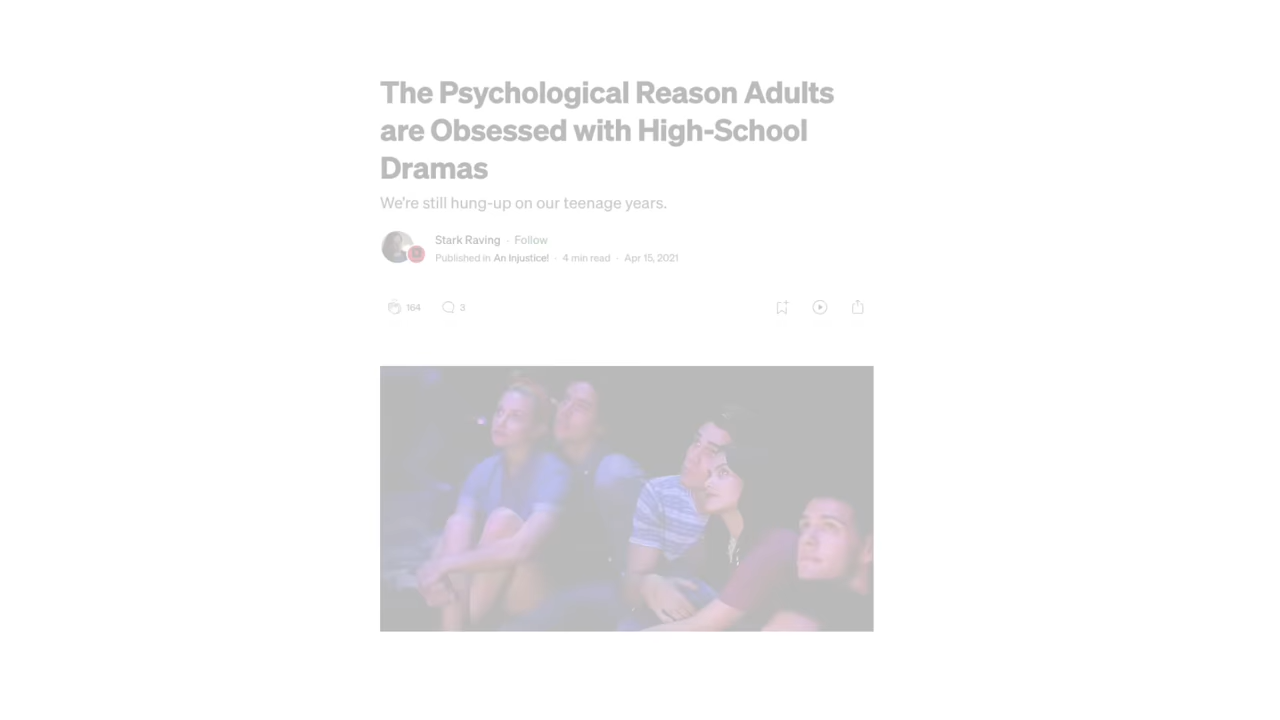 The Psychological Reason Adults
are Obsessed with High-School
Dramas
We're still hung-up on our teenage years.
Stark Raving · Follow
Published in An Injustice! · 4 min read · Apr 15, 2021
164 3